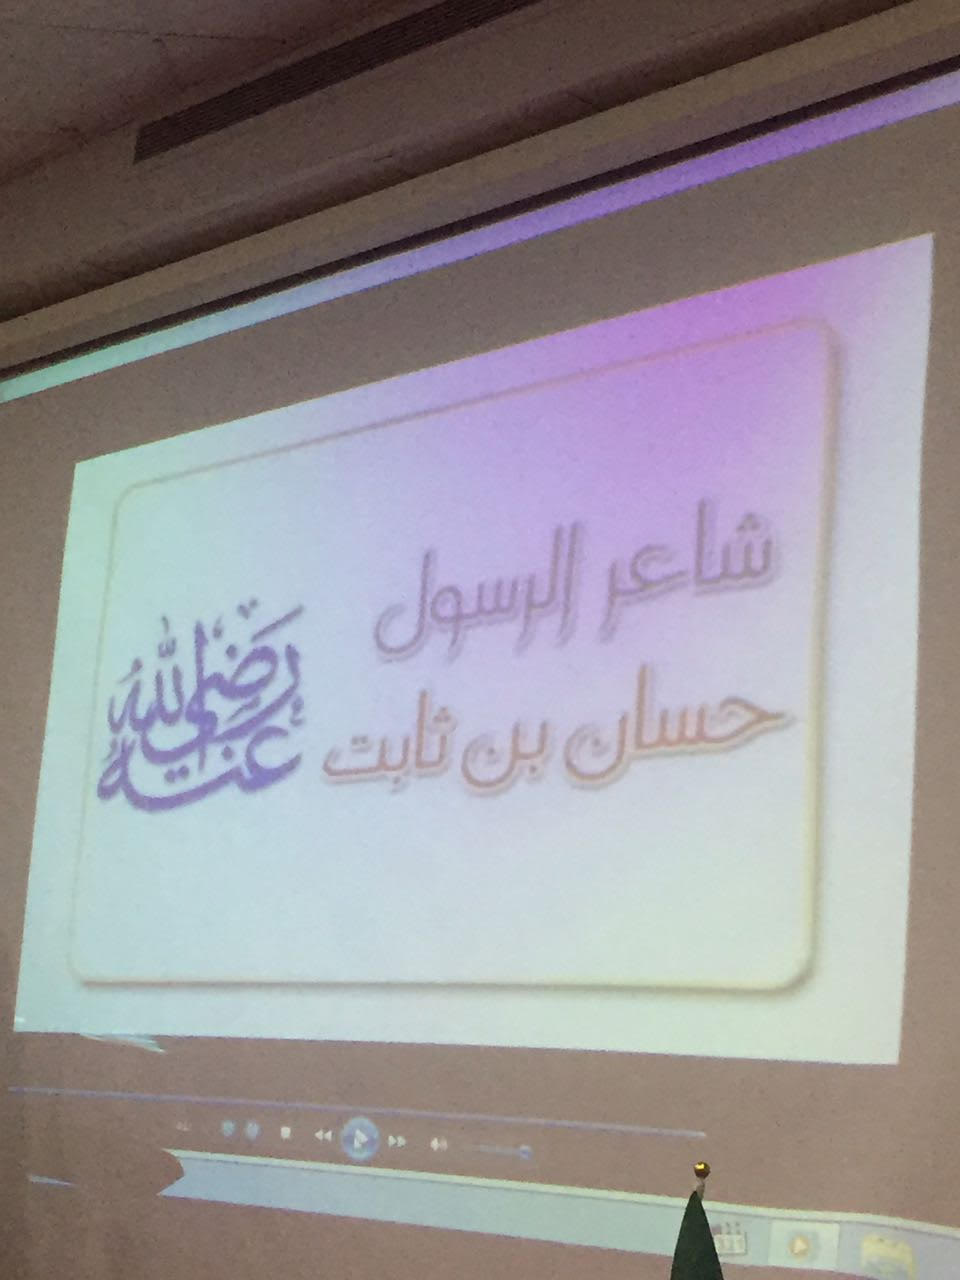 شاعر الرسول
حسان بن ثابت
رضي الله
عنه